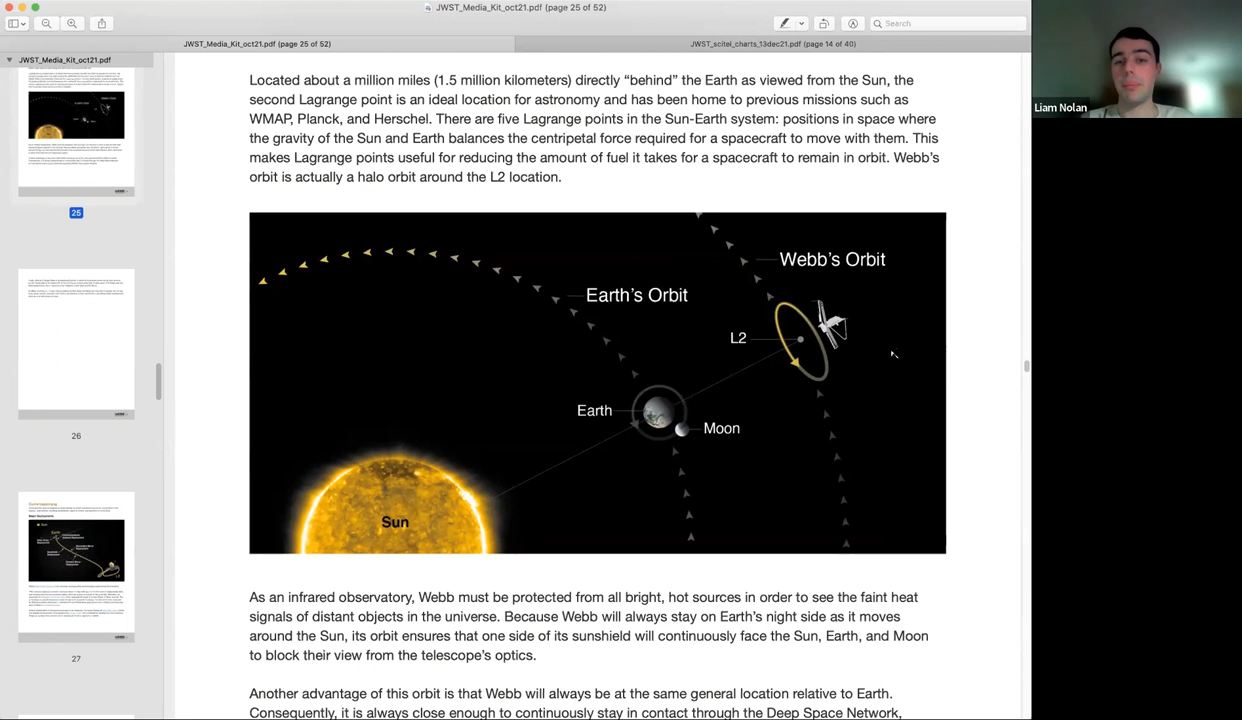 JWST_Media_Kit_oct21.pdf (page 25 of 52)
Search
JWST_Media_Kit_oct21.pdf (page 25 of 52)
JWST_scitel_charts_13dec21.pdf (page 14 of 40)
JWST_Media_Kit_oct21.pdf
25
26
27
Located about a million miles (1.5 million kilometers) directly “behind” the Earth as viewed from the Sun, the
second Lagrange point is an ideal location for astronomy and has been home to previous missions such as
WMAP, Planck, and Herschel. There are five Lagrange points in the Sun-Earth system: positions in space where
the gravity of the Sun and Earth balances the centripetal force required for a spacecraft to move with them. This
makes Lagrange points useful for reducing the amount of fuel it takes for a spacecraft to remain in orbit. Webb’s
orbit is actually a halo orbit around the L2 location.
Webb’s Orbit
Earth’s Orbit
L2
Earth
Moon
Sun
As an infrared observatory, Webb must be protected from all bright, hot sources in order to see the faint heat
signals of distant objects in the universe. Because Webb will always stay on Earth’s night side as it moves
around the Sun, its orbit ensures that one side of its sunshield will continuously face the Sun, Earth, and Moon
to block their view from the telescope’s optics.
Another advantage of this orbit is that Webb will always be at the same general location relative to Earth.
Consequently, it is always close enough to continuously stay in contact through the Deep Space Network,
Liam Nolan